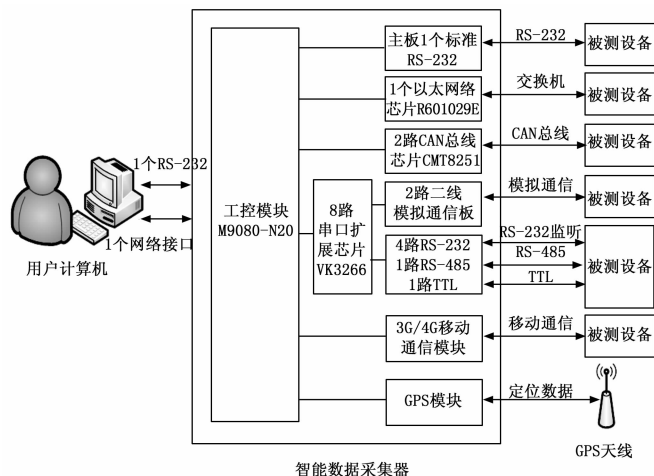 主板1个标准
RS-232
RS-232
被测设备
1个以太网络
芯片R601029E
交换机
被测设备
2路CAN总线
芯片CMT8251
CAN总线
被测设备
1个RS-232
1个网络接口
用户计算机
工控模块
M9080-N20
8路
串口扩
展芯片
VK3266
2路二线
模拟通信板
模拟通信
被测设备
4路RS-232
1路RS-485
1路TTL
RS-232监听
RS-485
TTL
被测设备
3G/4G移动
通信模块
移动通信
被测设备
GPS模块
定位数据
GPS天线
智能数据采集器